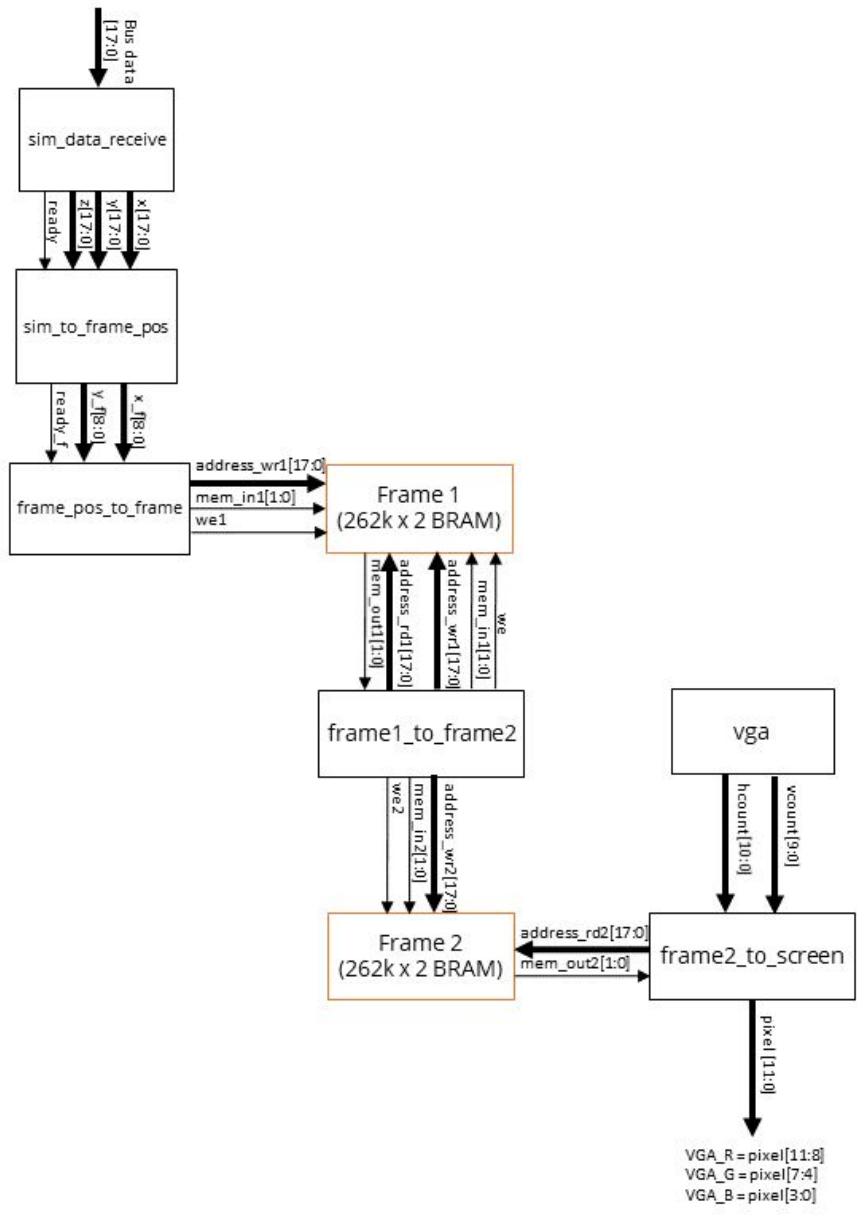 Bus data
[17:0]
sim_data_receive
ready
z[17:0]
y[17:0]
x[17:0]
sim_to_frame_pos
ready_f
y_f[8:0]
x_f[8:0]
frame_pos_to_frame
address_wr1[17:0]
mem_in1[1:0]
we1
Frame 1
(262k x 2 BRAM)
mem_out1[1:0]
address_rd1[17:0]
address_wr1[17:0]
mem_in1[1:0]
we
frame1_to_frame2
vga
we2
mem_in2[1:0]
address_wr2[17:0]
hcount[10:0]
vcount[9:0]
Frame 2
(262k x 2 BRAM)
address_rd2[17:0]
mem_out2[1:0]
frame2_to_screen
pixel [11:0]
VGA_R = pixel[11:8]
VGA_G = pixel[7:4]
VGA_B = pixel[3:0]